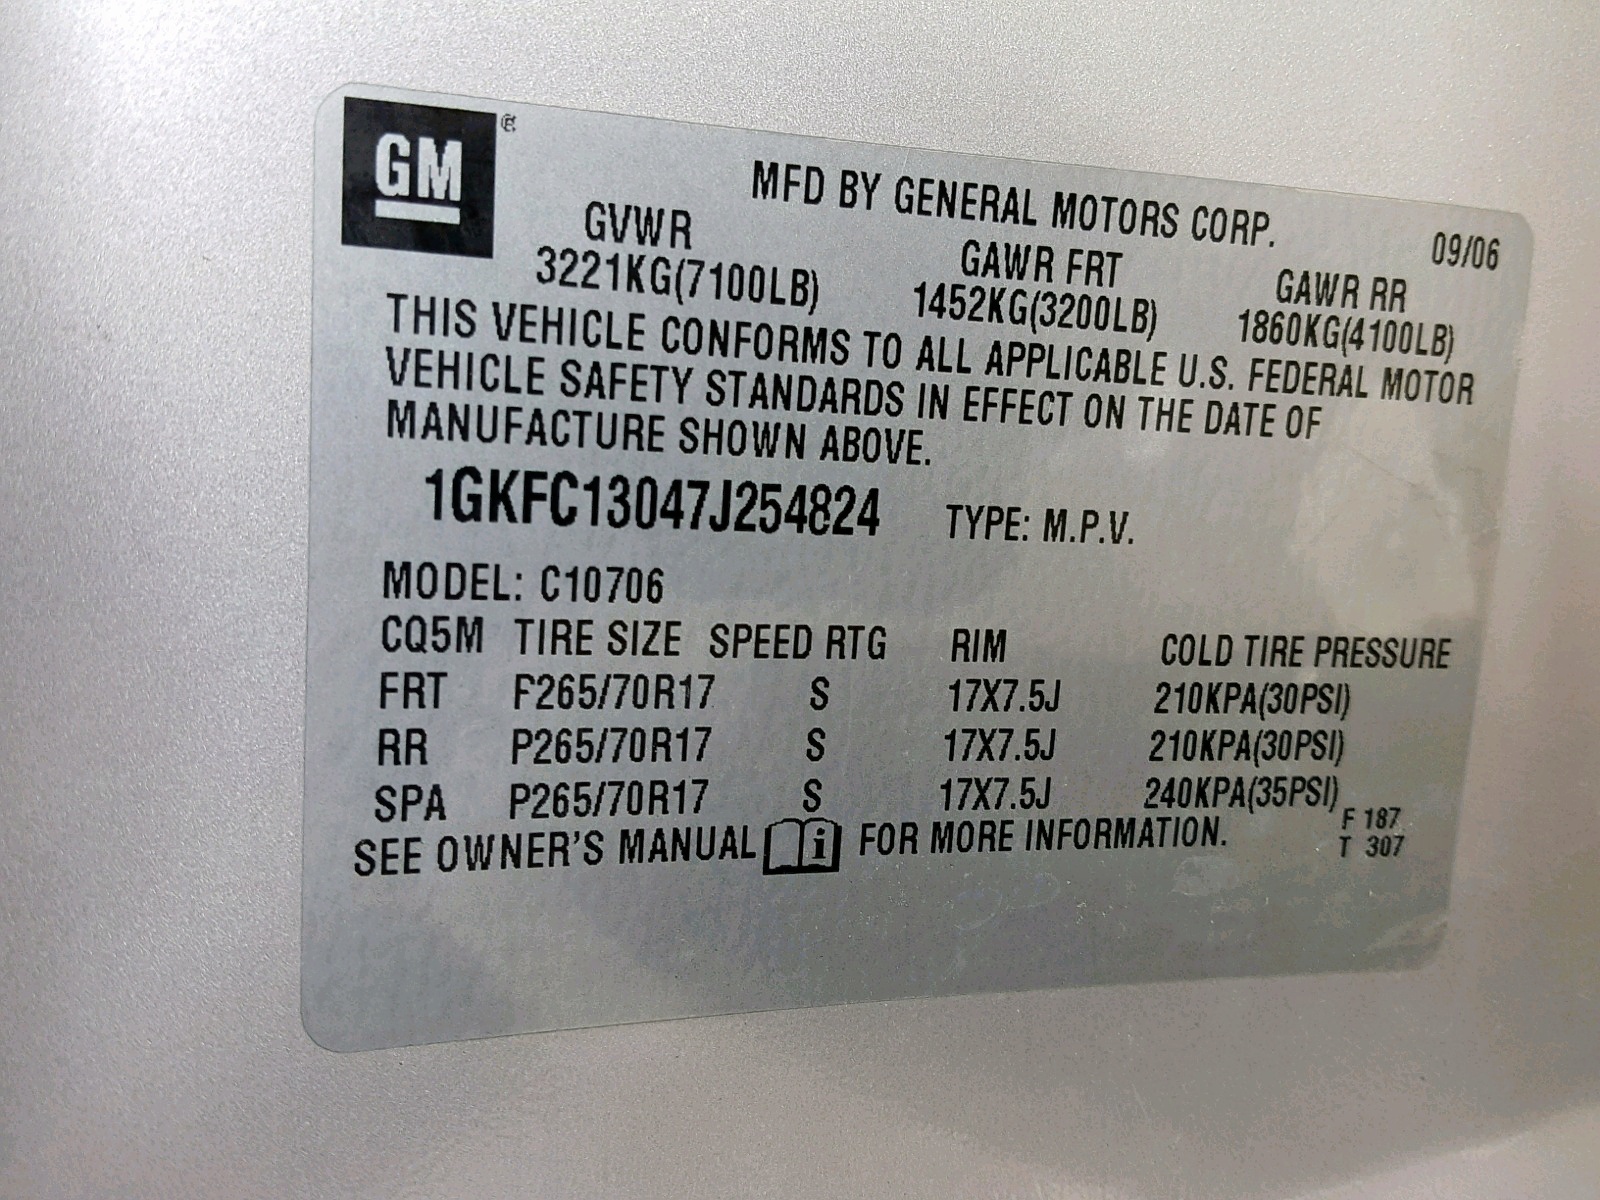 GM
MFD BY GENERAL MOTORS CORP. 09/06
GVWR GAWR FRT GAWR RR
3221KG(7100LB) 1452KG(3200LB) 1860KG(4100LB)
THIS VEHICLE CONFORMS TO ALL APPLICABLE U.S. FEDERAL MOTOR
VEHICLE SAFETY STANDARDS IN EFFECT ON THE DATE OF
MANUFACTURE SHOWN ABOVE.
1GKFC13047J254824 TYPE: M.P.V.
MODEL: C10706
CQ5M TIRE SIZE SPEED RTG RIM COLD TIRE PRESSURE
FRT P265/70R17 S 17X7.5J 210KPA(30PSI)
RR P265/70R17 S 17X7.5J 210KPA(30PSI)
SPA P265/70R17 S 17X7.5J 240KPA(35PSI)
SEE OWNER'S MANUAL i FOR MORE INFORMATION. F 187
T 307